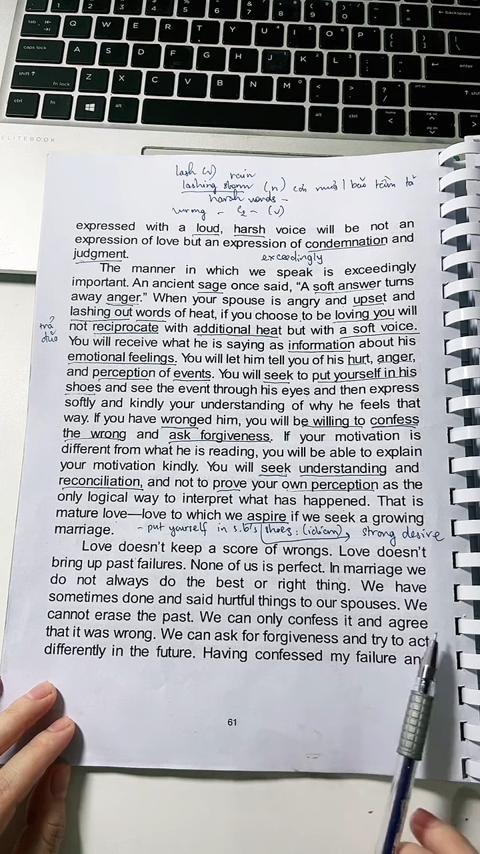 ELITEBOOK
lash (v) rain
lashing storm (n) cơn mưa / bão tầm tã
harsh words -
wrong - (v)
expressed with a loud, harsh voice will be not an
expression of love but an expression of condemnation and
judgment.
exceedingly
The manner in which we speak is exceedingly
important. An ancient sage once said, “A soft answer turns
away anger.” When your spouse is angry and upset and
lashing out words of heat, if you choose to be loving you will
not reciprocate with additional heat but with a soft voice.
trả
đũa
You will receive what he is saying as information about his
emotional feelings. You will let him tell you of his hurt, anger,
and perception of events. You will seek to put yourself in his
shoes and see the event through his eyes and then express
softly and kindly your understanding of why he feels that
way. If you have wronged him, you will be willing to confess
the wrong and ask forgiveness. If your motivation is
different from what he is reading, you will be able to explain
your motivation kindly. You will seek understanding and
reconciliation, and not to prove your own perception as the
only logical way to interpret what has happened. That is
mature love—love to which we aspire if we seek a growing
marriage.
- put yourself in s.b's shoes: (idiom) strong desire
Love doesn’t keep a score of wrongs. Love doesn’t
bring up past failures. None of us is perfect. In marriage we
do not always do the best or right thing. We have
sometimes done and said hurtful things to our spouses. We
cannot erase the past. We can only confess it and agree
that it was wrong. We can ask for forgiveness and try to act
differently in the future. Having confessed my failure an
61